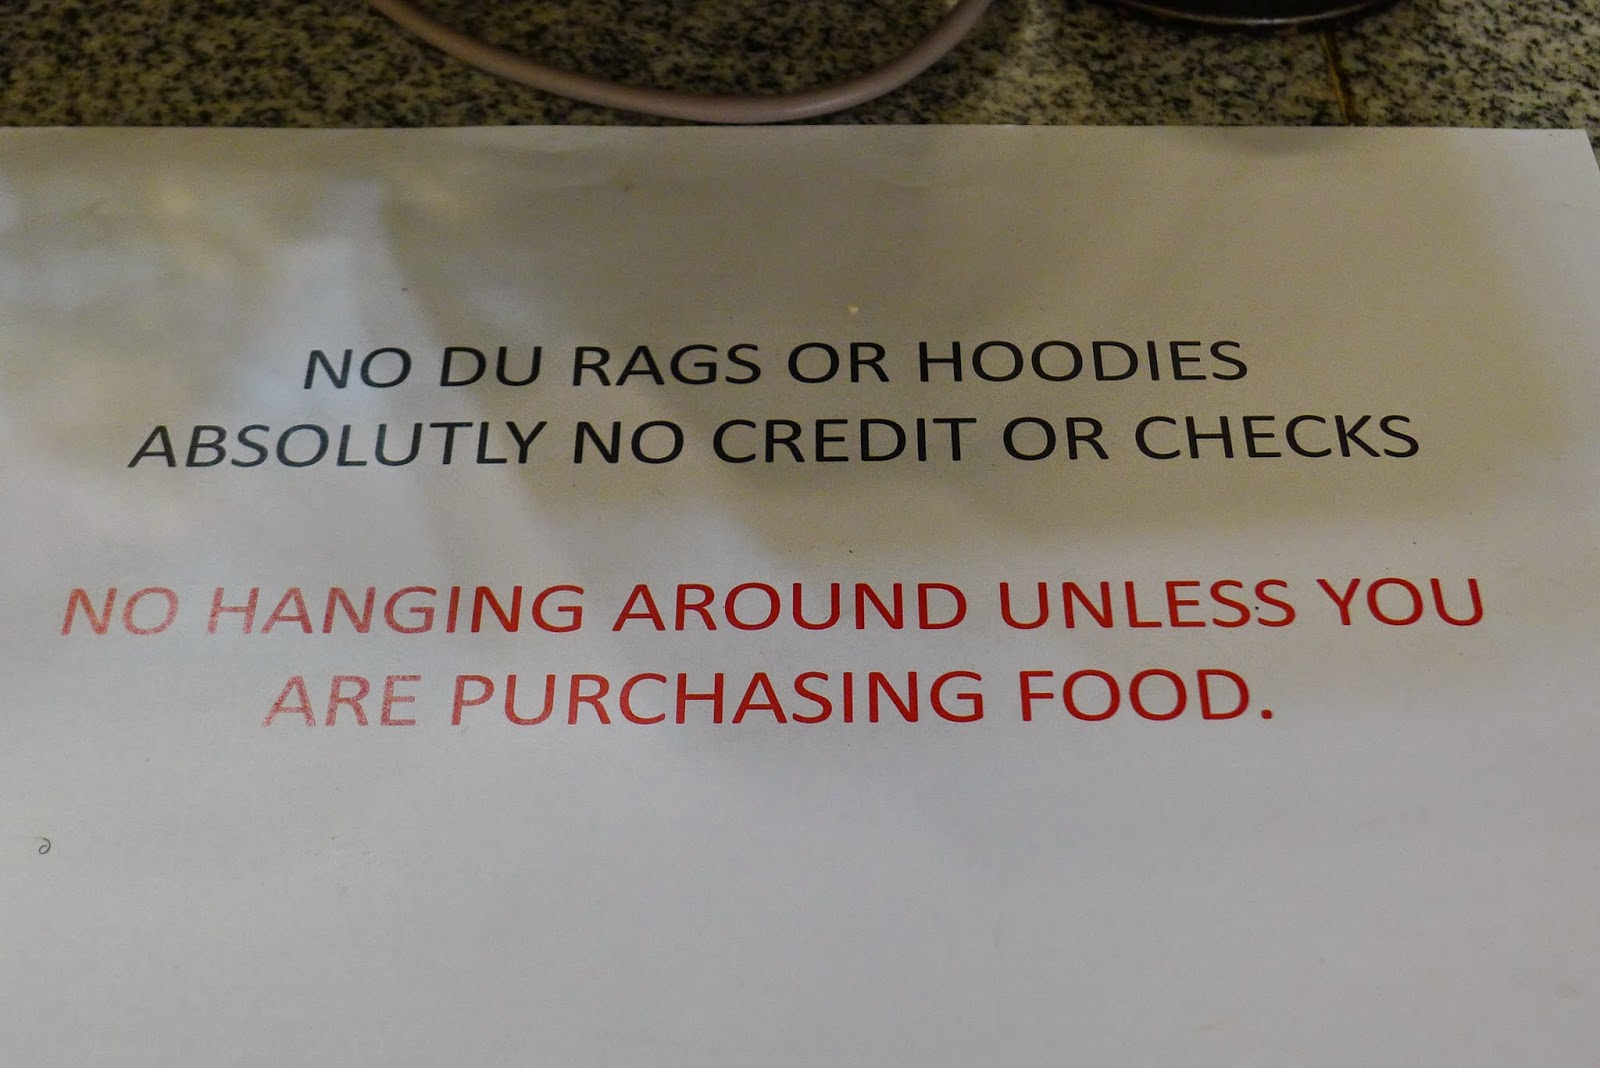 NO DU RAGS OR HOODIES
ABSOLUTLY NO CREDIT OR CHECKS
NO HANGING AROUND UNLESS YOU
ARE PURCHASING FOOD.